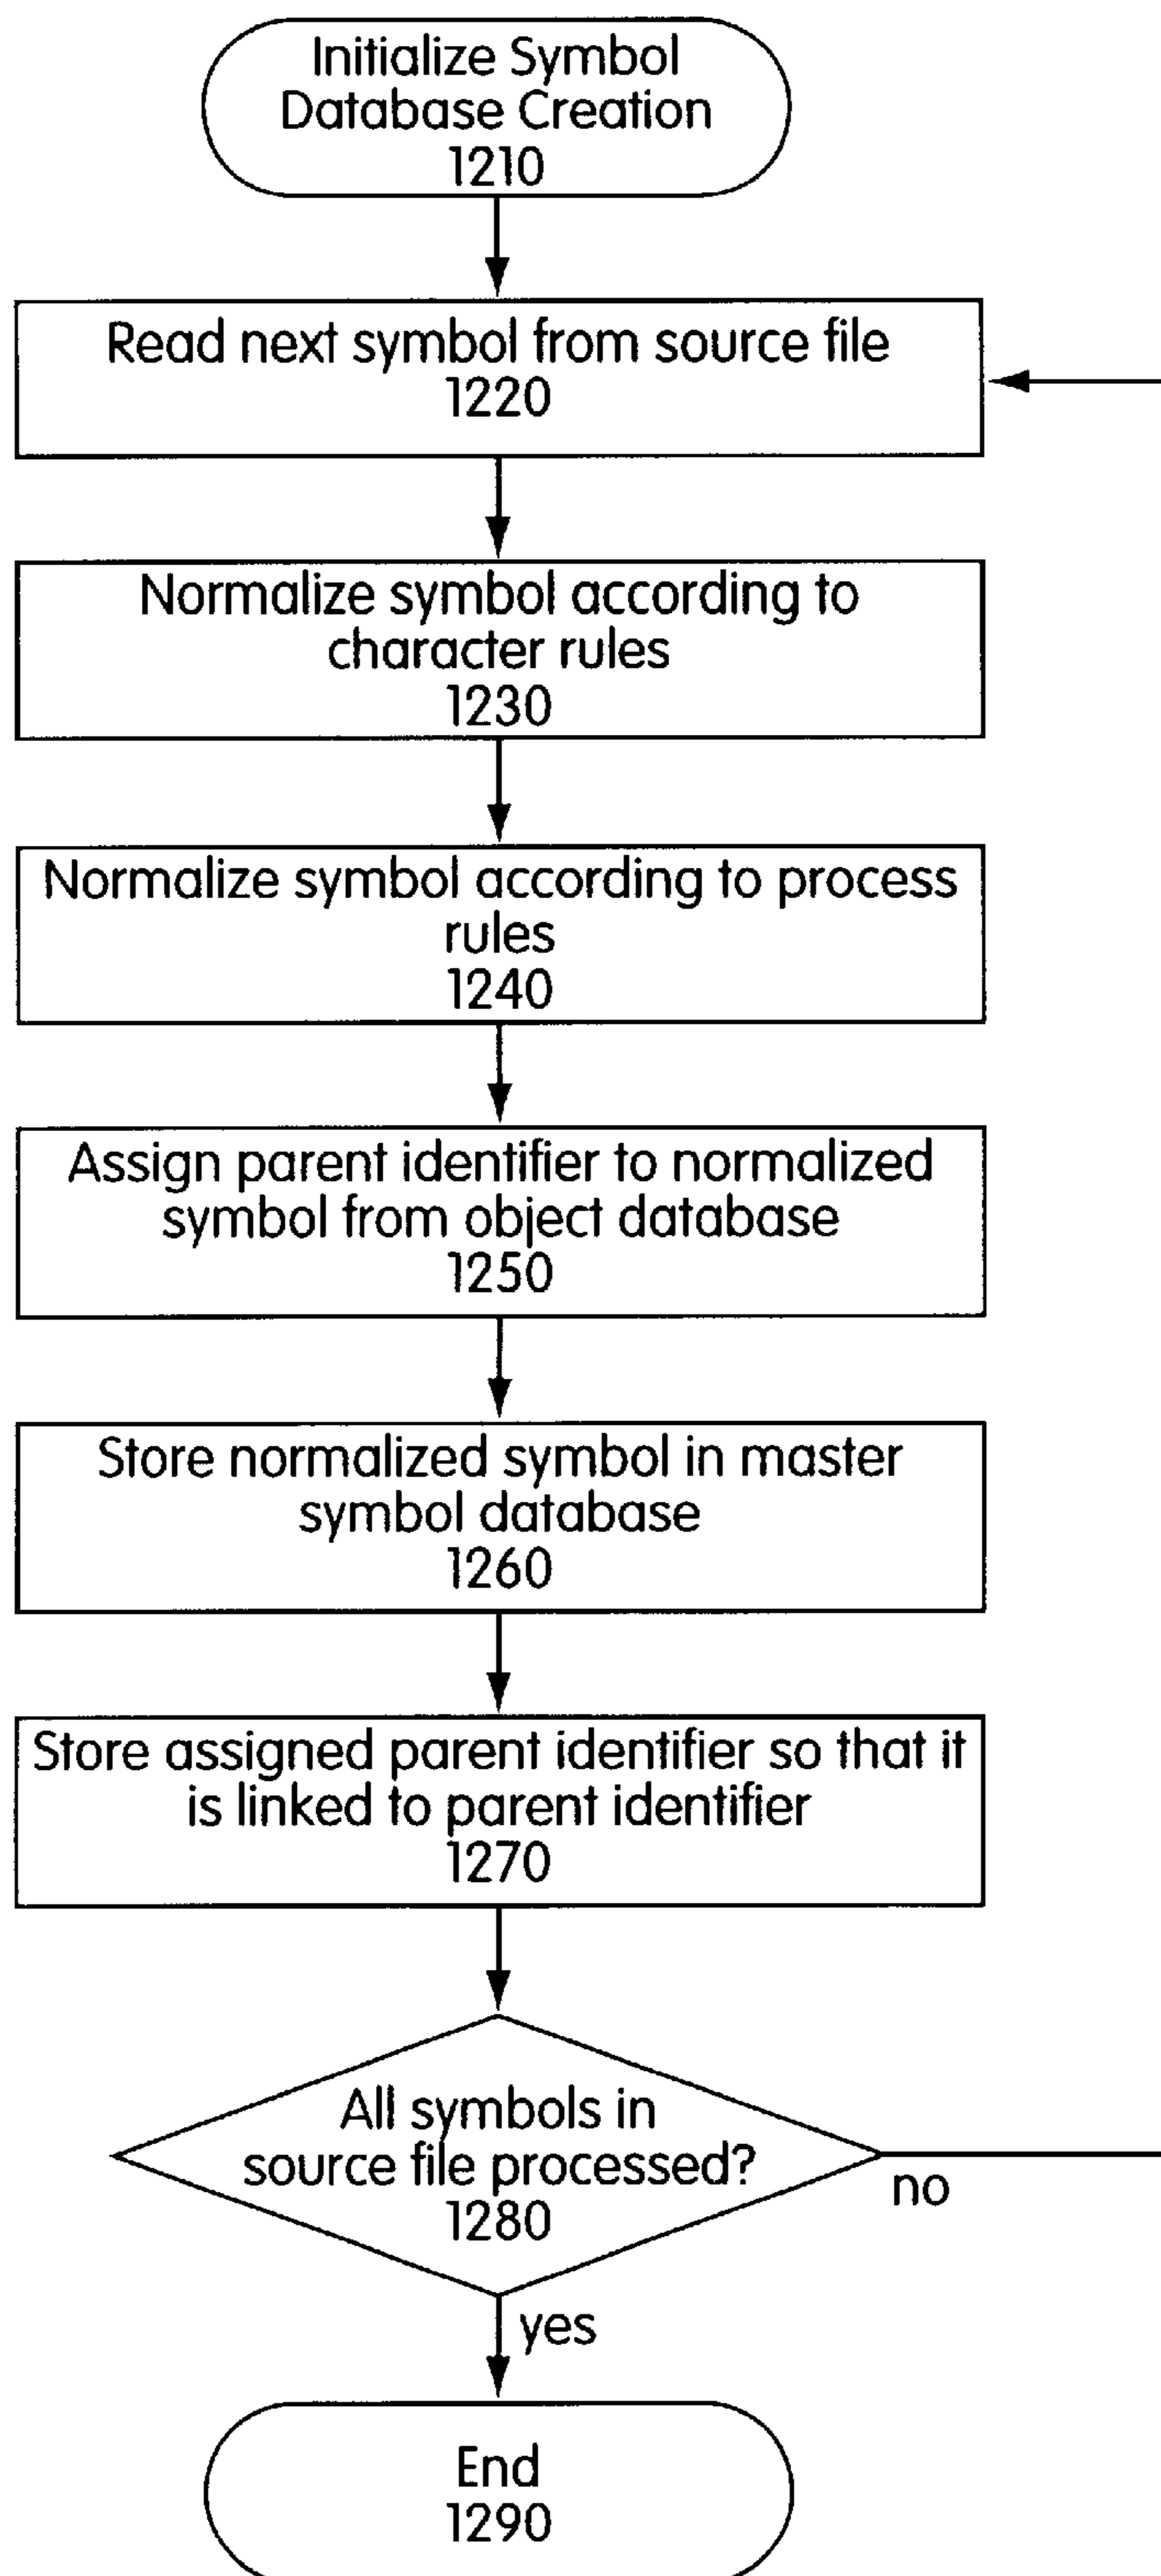 Initialize Symbol
Database Creation
1210
Read next symbol from source file
1220
Normalize symbol according to
character rules
1230
Normalize symbol according to process
rules
1240
Assign parent identifier to normalized
symbol from object database
1250
Store normalized symbol in master
symbol database
1260
Store assigned parent identifier so that it
is linked to parent identifier
1270
All symbols in
source file processed?
1280
no
yes
End
1290